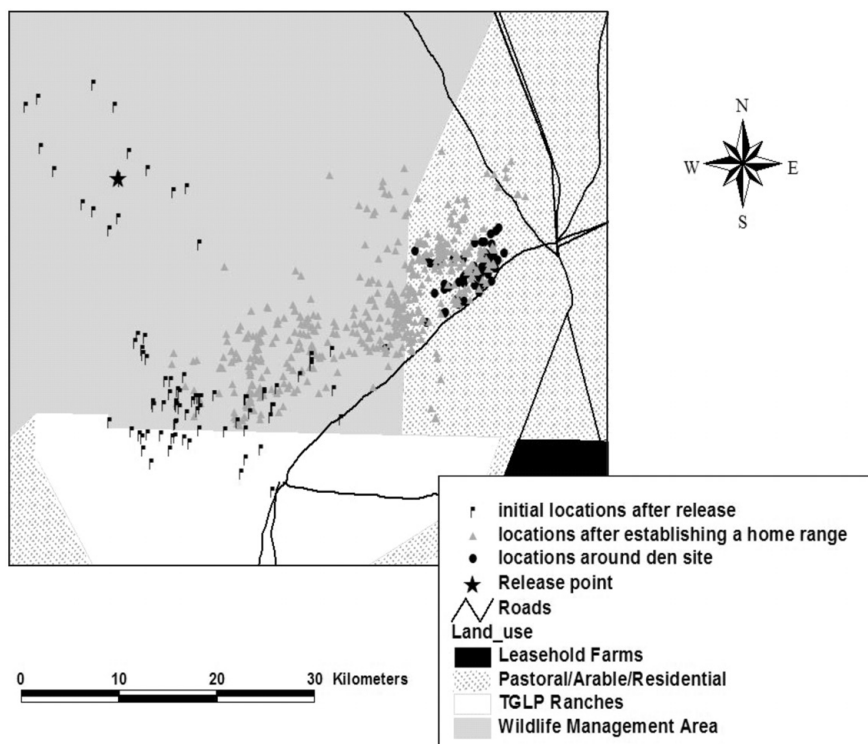 N
W E
S
initial locations after release
locations after establishing a home range
locations around den site
Release point
Roads
Land_use
Leasehold Farms
Pastoral/Arable/Residential
TGLP Ranches
Wildlife Management Area
0 10 20 30 Kilometers